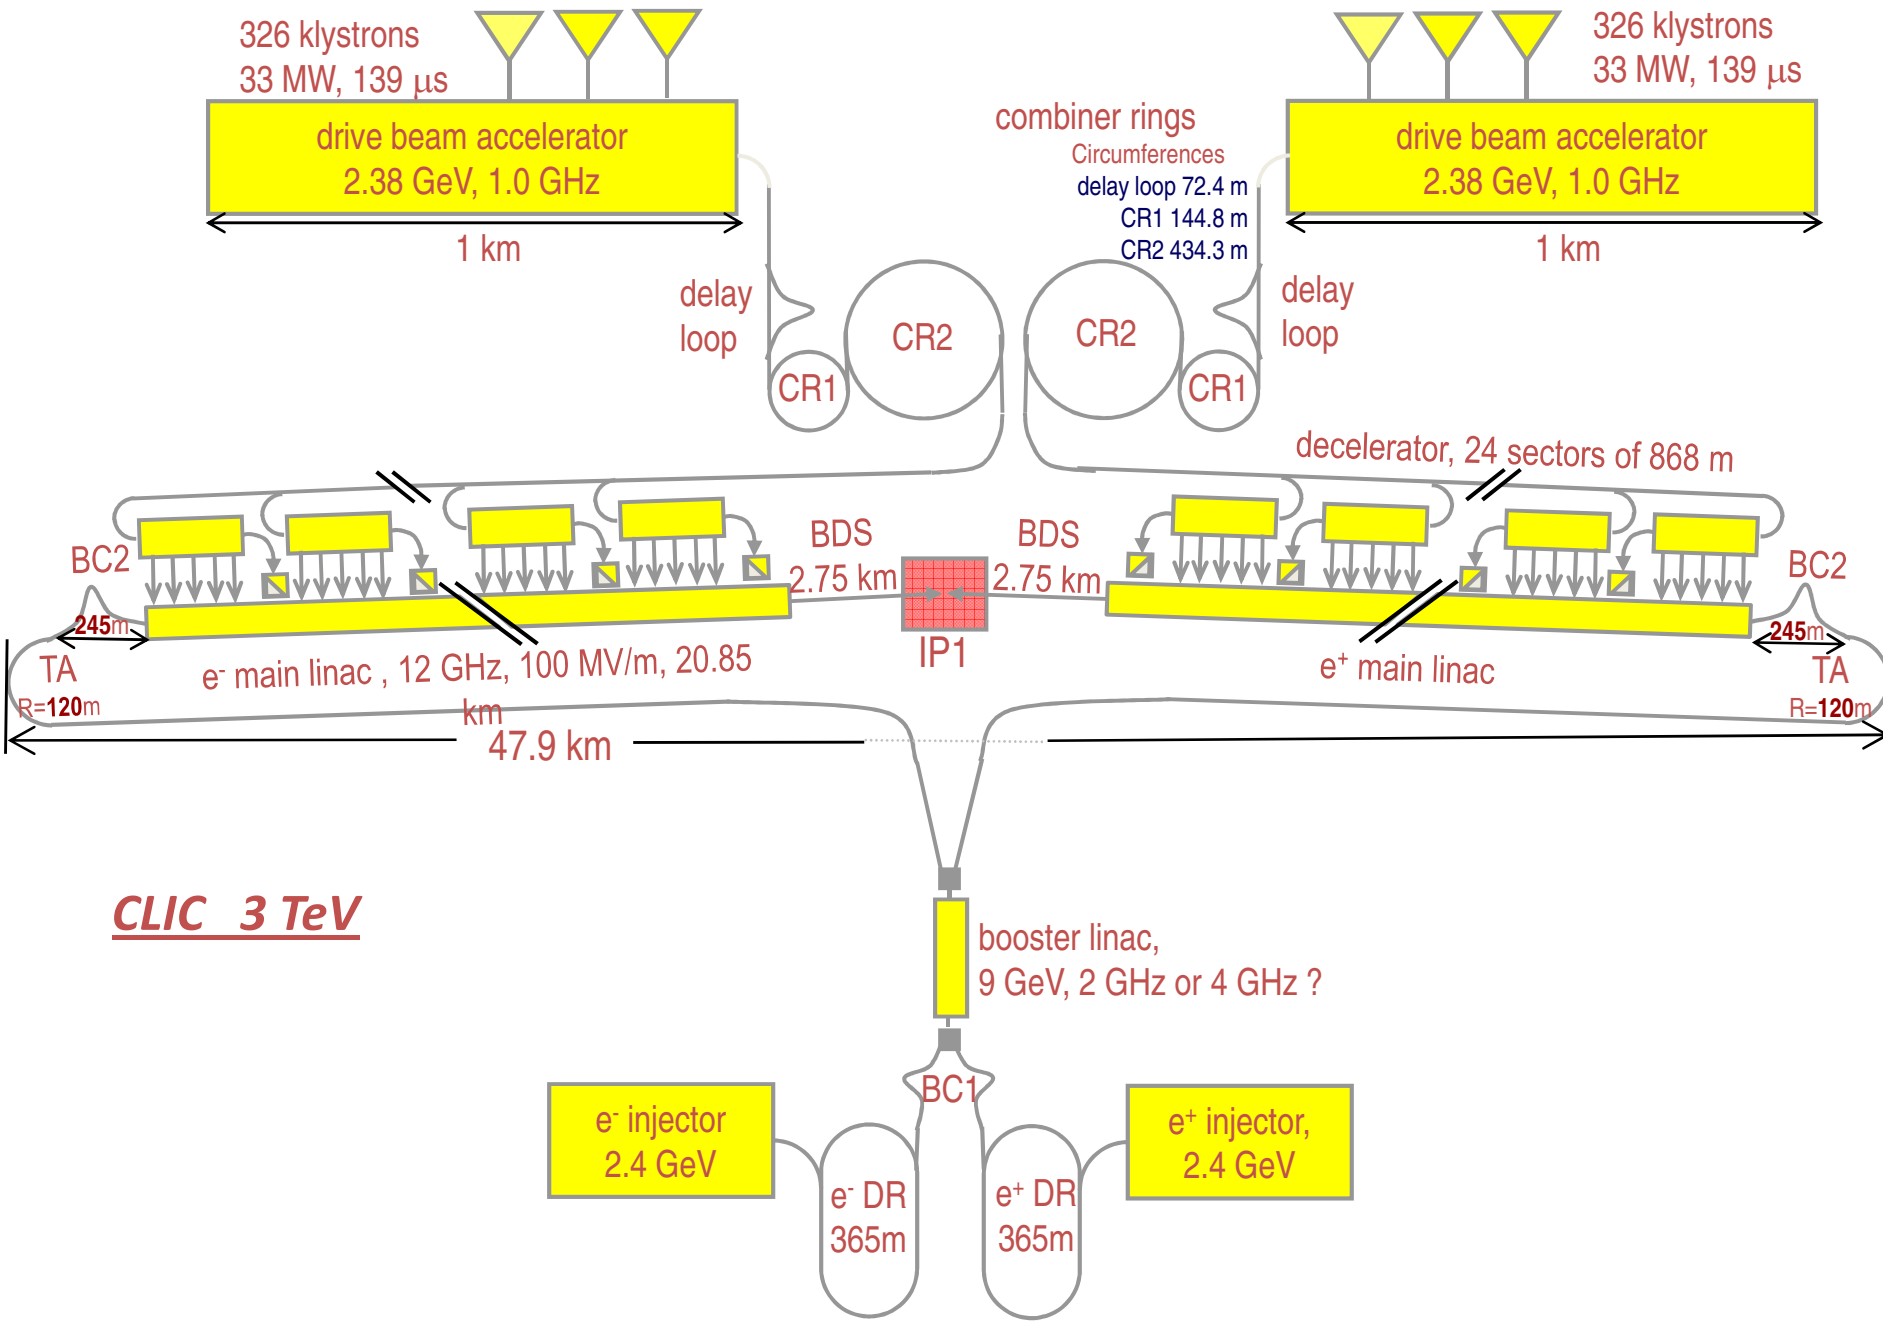 326 klystrons
33 MW, 139 μs
326 klystrons
33 MW, 139 μs
drive beam accelerator
2.38 GeV, 1.0 GHz
combiner rings
Circumferences
delay loop 72.4 m
CR1 144.8 m
CR2 434.3 m
drive beam accelerator
2.38 GeV, 1.0 GHz
1 km
1 km
delay
loop
CR1
CR2
CR2
CR1
delay
loop
decelerator, 24 sectors of 868 m
BC2
BDS
2.75 km
BDS
2.75 km
BC2
245m
IP1
245m
TA
R=120m
e⁻ main linac , 12 GHz, 100 MV/m, 20.85
km
e⁺ main linac
TA
R=120m
47.9 km
CLIC 3 TeV
booster linac,
9 GeV, 2 GHz or 4 GHz ?
BC1
e⁻ injector
2.4 GeV
e⁺ injector,
2.4 GeV
e⁻ DR
365m
e⁺ DR
365m